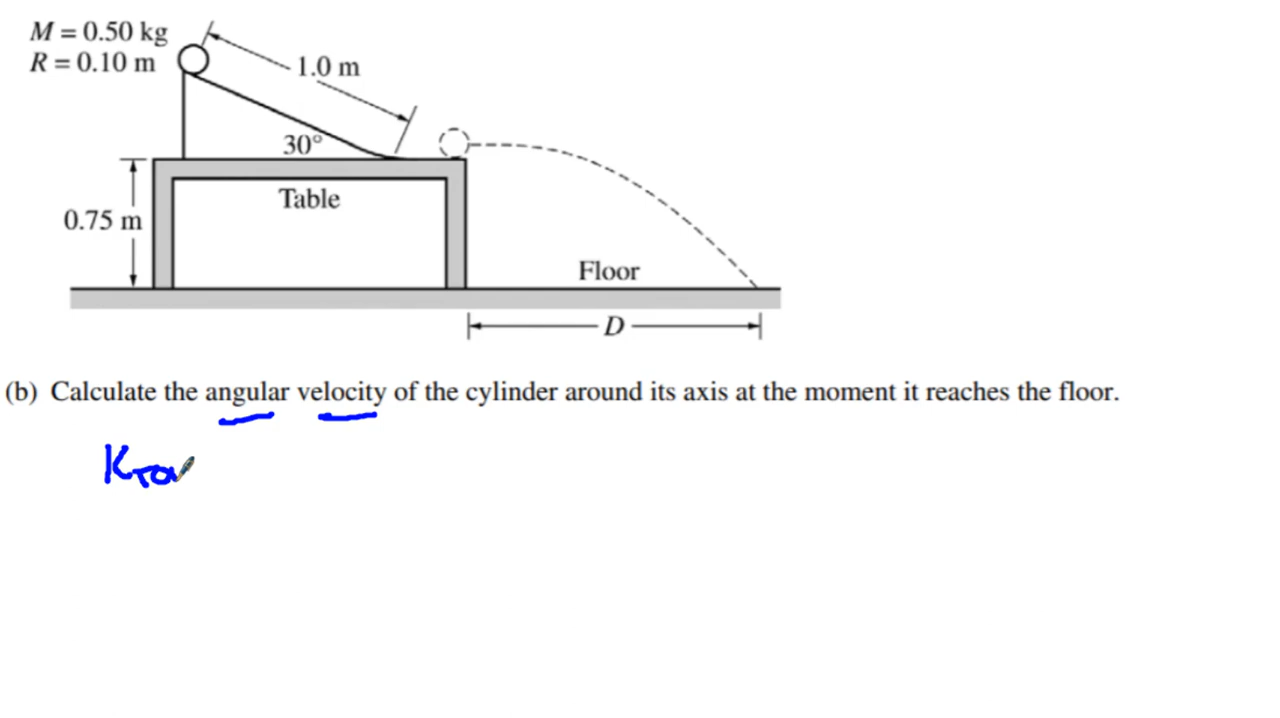 M = 0.50 kg
R = 0.10 m
1.0 m
30°
Table
0.75 m
Floor
D
(b) Calculate the angular velocity of the cylinder around its axis at the moment it reaches the floor.